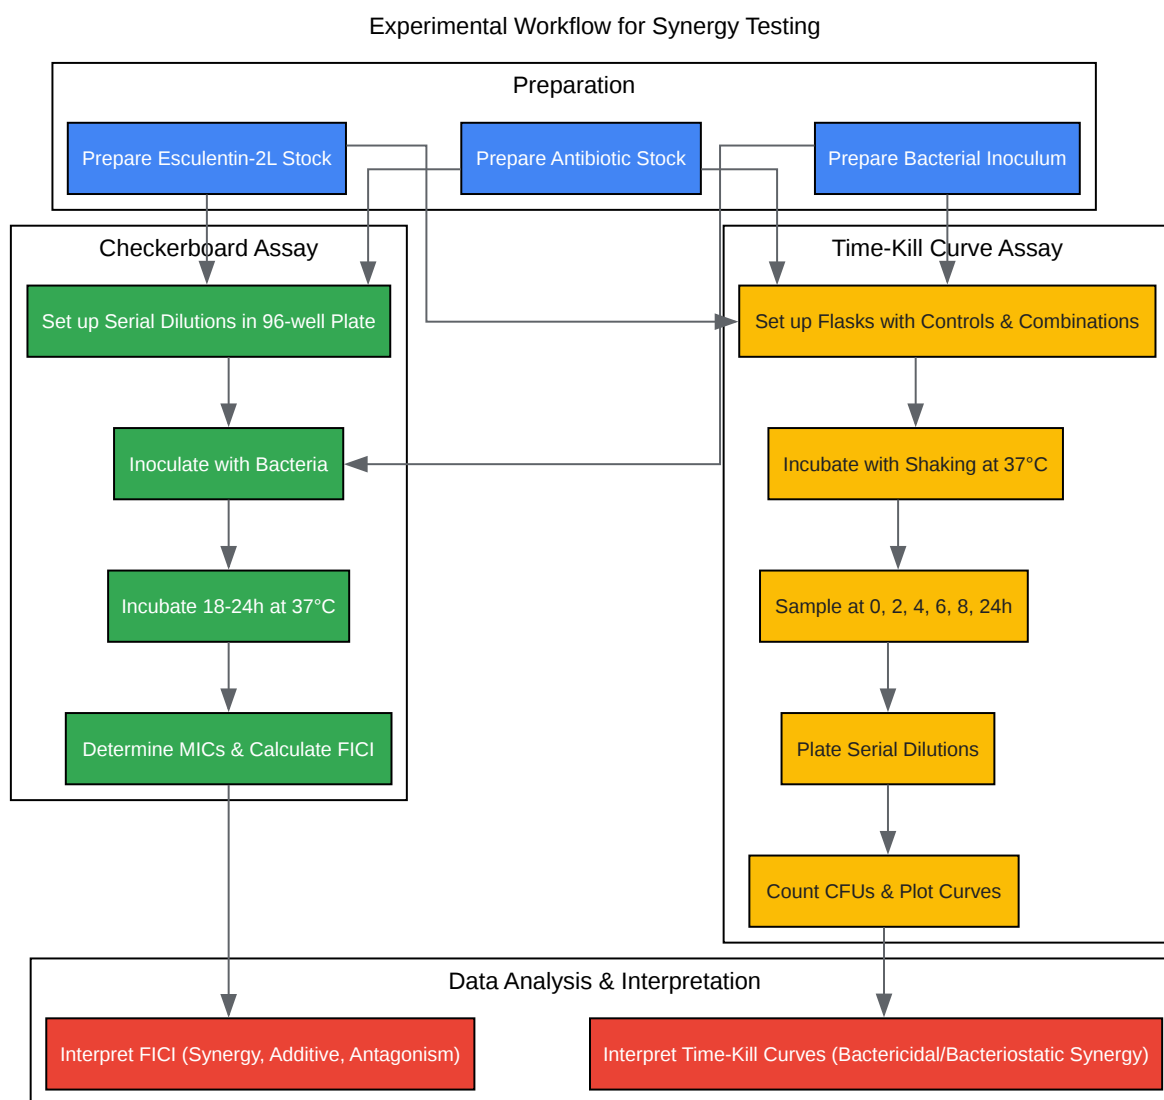 Experimental Workflow for Synergy Testing
Preparation
Prepare Esculentin-2L Stock
Prepare Antibiotic Stock
Prepare Bacterial Inoculum
Checkerboard Assay
Time-Kill Curve Assay
Set up Serial Dilutions in 96-well Plate
Set up Flasks with Controls & Combinations
Inoculate with Bacteria
Incubate with Shaking at 37°C
Incubate 18-24h at 37°C
Sample at 0, 2, 4, 6, 8, 24h
Determine MICs & Calculate FICI
Plate Serial Dilutions
Count CFUs & Plot Curves
Data Analysis & Interpretation
Interpret FICI (Synergy, Additive, Antagonism)
Interpret Time-Kill Curves (Bactericidal/Bacteriostatic Synergy)